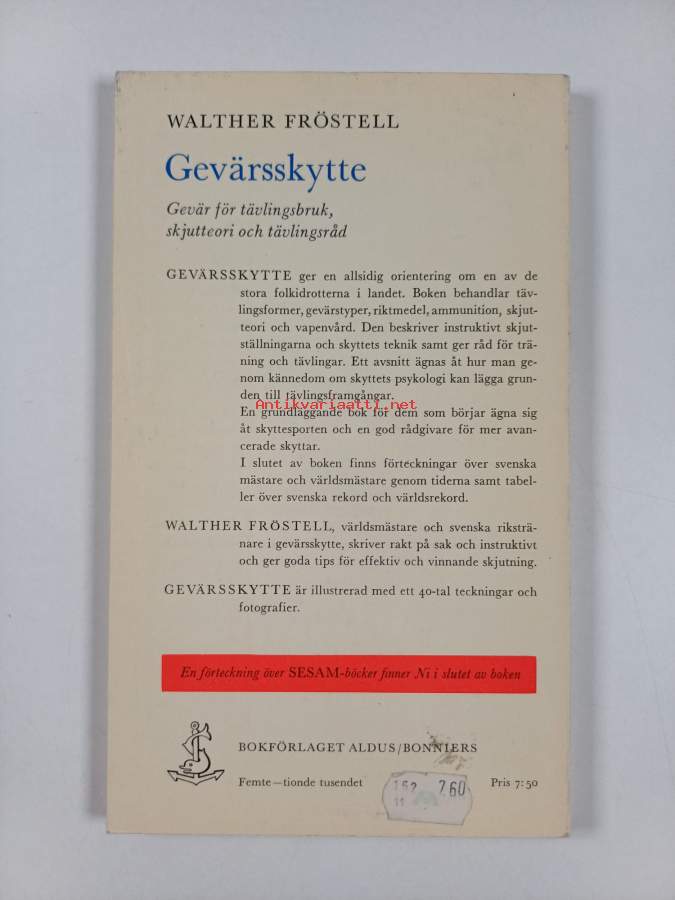 WALTHER FRÖSTELL
Gevärsskytte
Gevär för tävlingsbruk,
skjutteori och tävlingsråd
GEVÄRSSKYTTE ger en allsidig orientering om en av de
stora folkidrotterna i landet. Boken behandlar täv-
lingsformer, gevärstyper, riktmedel, ammunition, skjut-
teori och vapenvård. Den beskriver instruktivt skjut-
ställningarna och skyttets teknik samt ger råd för trä-
ning och tävlingar. Ett avsnitt ägnas åt hur man ge-
nom kännedom om skyttets psykologi kan lägga grun-
den till tävlingsframgångar.
Antikvariaatti.net
En grundläggande bok för dem som börjar ägna sig
åt skyttesporten och en god rådgivare för mer avan-
cerade skyttar.
I slutet av boken finns förteckningar över svenska
mästare och världsmästare genom tiderna samt tabel-
ler över svenska rekord och världsrekord.
WALTHER FRÖSTELL, världsmästare och svenska riksträ-
nare i gevärsskytte, skriver rakt på sak och instruktivt
och ger goda tips för effektiv och vinnande skjutning.
GEVÄRSSKYTTE är illustrerad med ett 40-tal teckningar och
fotografier.
En förteckning över SESAM-böcker finner Ni i slutet av boken
BOKFÖRLAGET ALDUS/BONNIERS
Femte—tionde tusendet
760
11
Pris 7:50